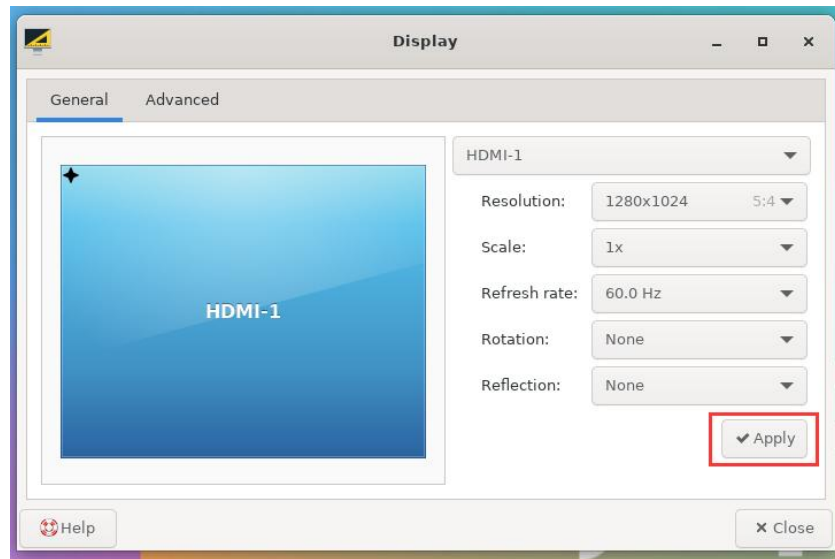 Display
General Advanced
HDMI-1
Resolution: 1280x1024 5:4
Scale: 1x
Refresh rate: 60.0 Hz
HDMI-1
Rotation: None
Reflection: None
Apply
Help Close